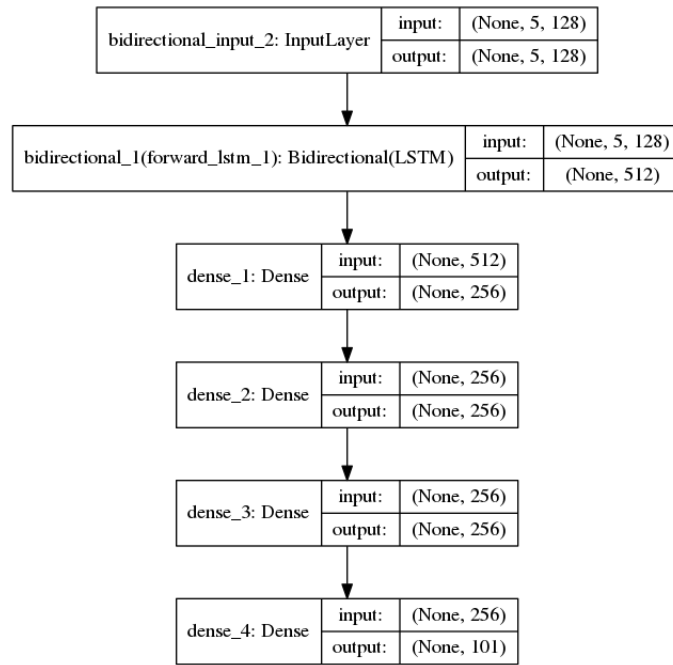 bidirectional_input_2: InputLayer
input: (None, 5, 128)
output: (None, 5, 128)
bidirectional_1(forward_lstm_1): Bidirectional(LSTM)
input: (None, 5, 128)
output: (None, 512)
dense_1: Dense
input: (None, 512)
output: (None, 256)
dense_2: Dense
input: (None, 256)
output: (None, 256)
dense_3: Dense
input: (None, 256)
output: (None, 256)
dense_4: Dense
input: (None, 256)
output: (None, 101)